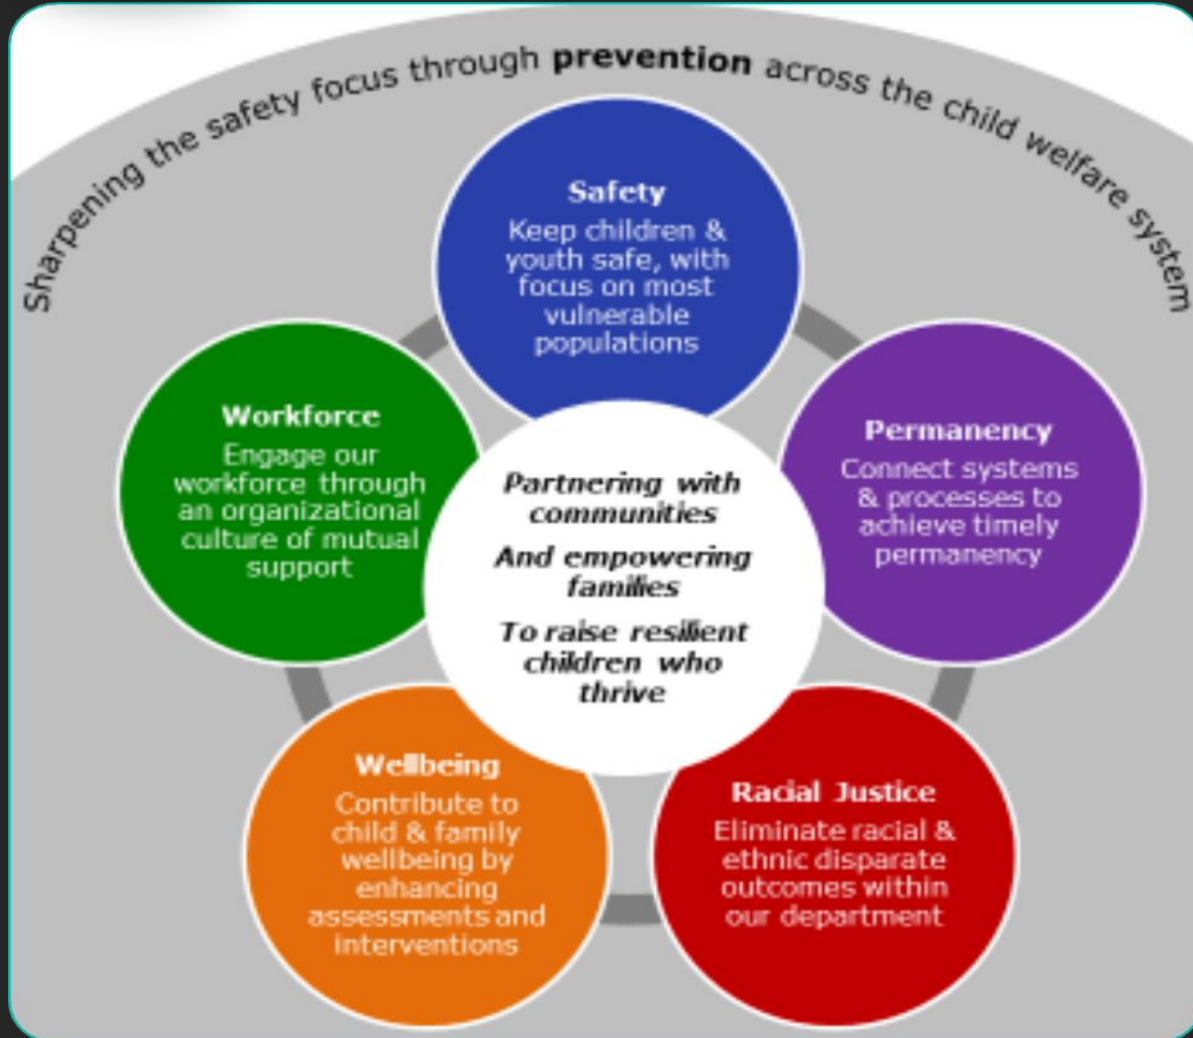 Sharpening the safety focus through prevention across the child welfare system
Safety
Keep children &
youth safe, with
focus on most
vulnerable
populations
Workforce
Engage our
workforce through
an organizational
culture of mutual
support
Permanency
Connect systems
& processes to
achieve timely
permanency
Partnering with
communities
And empowering
families
To raise resilient
children who
thrive
Wellbeing
Contribute to
child & family
wellbeing by
enhancing
assessments and
interventions
Racial Justice
Eliminate racial &
ethnic disparate
outcomes within
our department